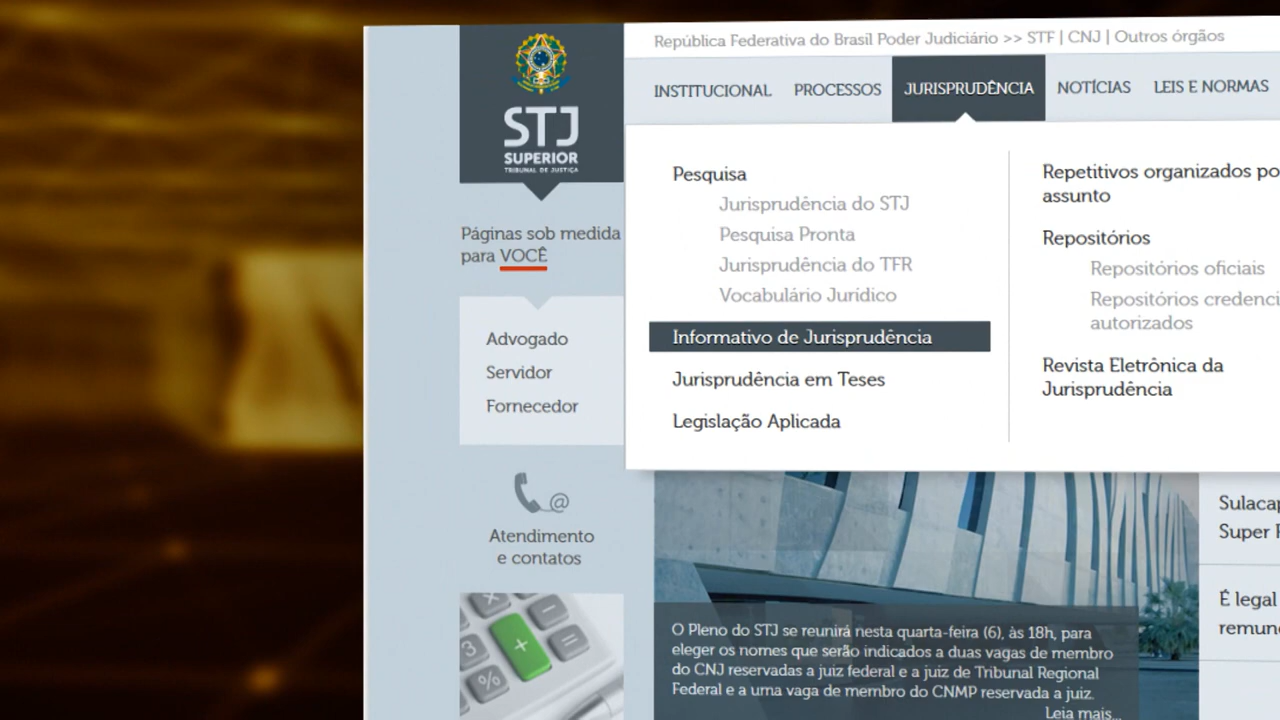 República Federativa do Brasil Poder Judiciário >> STF | CNJ | Outros órgãos
STJ
SUPERIOR
TRIBUNAL DE JUSTIÇA
INSTITUCIONAL
PROCESSOS
JURISPRUDÊNCIA
NOTÍCIAS
LEIS E NORMAS
Páginas sob medida
para VOCÊ
Advogado
Servidor
Fornecedor
@
Atendimento
e contatos
Pesquisa
Jurisprudência do STJ
Pesquisa Pronta
Jurisprudência do TFR
Vocabulário Jurídico
Informativo de Jurisprudência
Jurisprudência em Teses
Legislação Aplicada
Repetitivos organizados po
assunto
Repositórios
Repositórios oficiais
Repositórios credenci
autorizados
Revista Eletrônica da
Jurisprudência
O Pleno do STJ se reunirá nesta quarta-feira (6), às 18h, para
eleger os nomes que serão indicados a duas vagas de membro
do CNJ reservadas a juiz federal e a juiz de Tribunal Regional
Federal e a uma vaga de membro do CNMP reservada a juiz.
Leia mais...
Sulacap
Super
É legal
remun